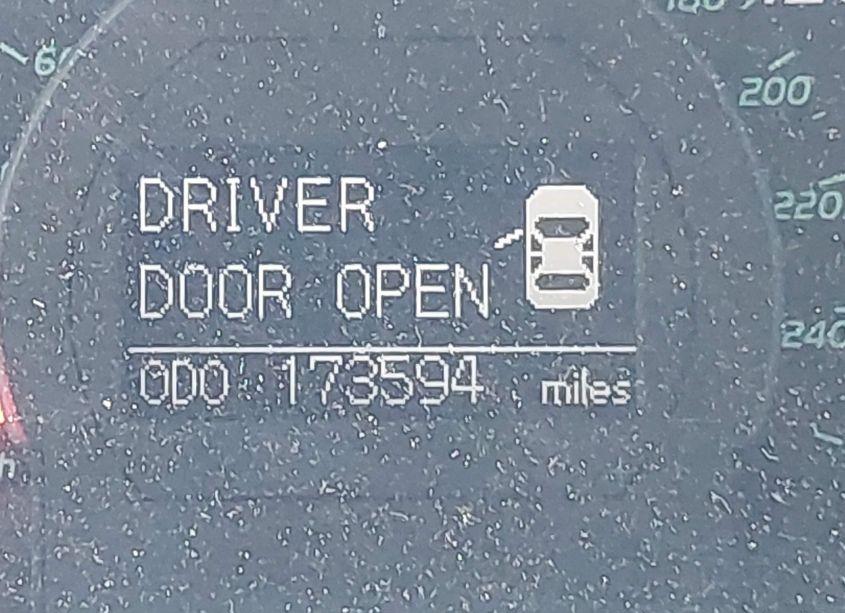 200
220
240
DRIVER
DOOR OPEN
ODO 173594 miles